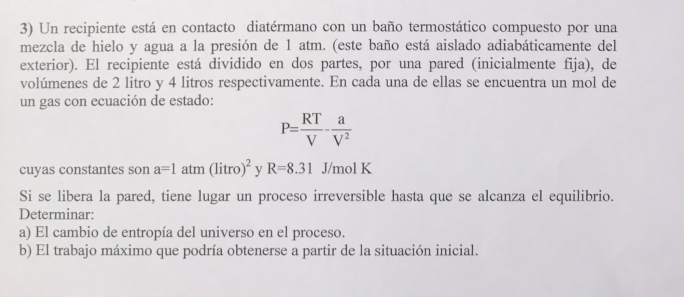 3) Un recipiente está en contacto diatérmano con un baño termostático compuesto por una
mezcla de hielo y agua a la presión de 1 atm. (este baño está aislado adiabáticamente del
exterior). El recipiente está dividido en dos partes, por una pared (inicialmente fija), de
volúmenes de 2 litro y 4 litros respectivamente. En cada una de ellas se encuentra un mol de
un gas con ecuación de estado:
P=RT/V - a/V²
cuyas constantes son a=1 atm (litro)² y R=8.31 J/mol K
Si se libera la pared, tiene lugar un proceso irreversible hasta que se alcanza el equilibrio.
Determinar:
a) El cambio de entropía del universo en el proceso.
b) El trabajo máximo que podría obtenerse a partir de la situación inicial.